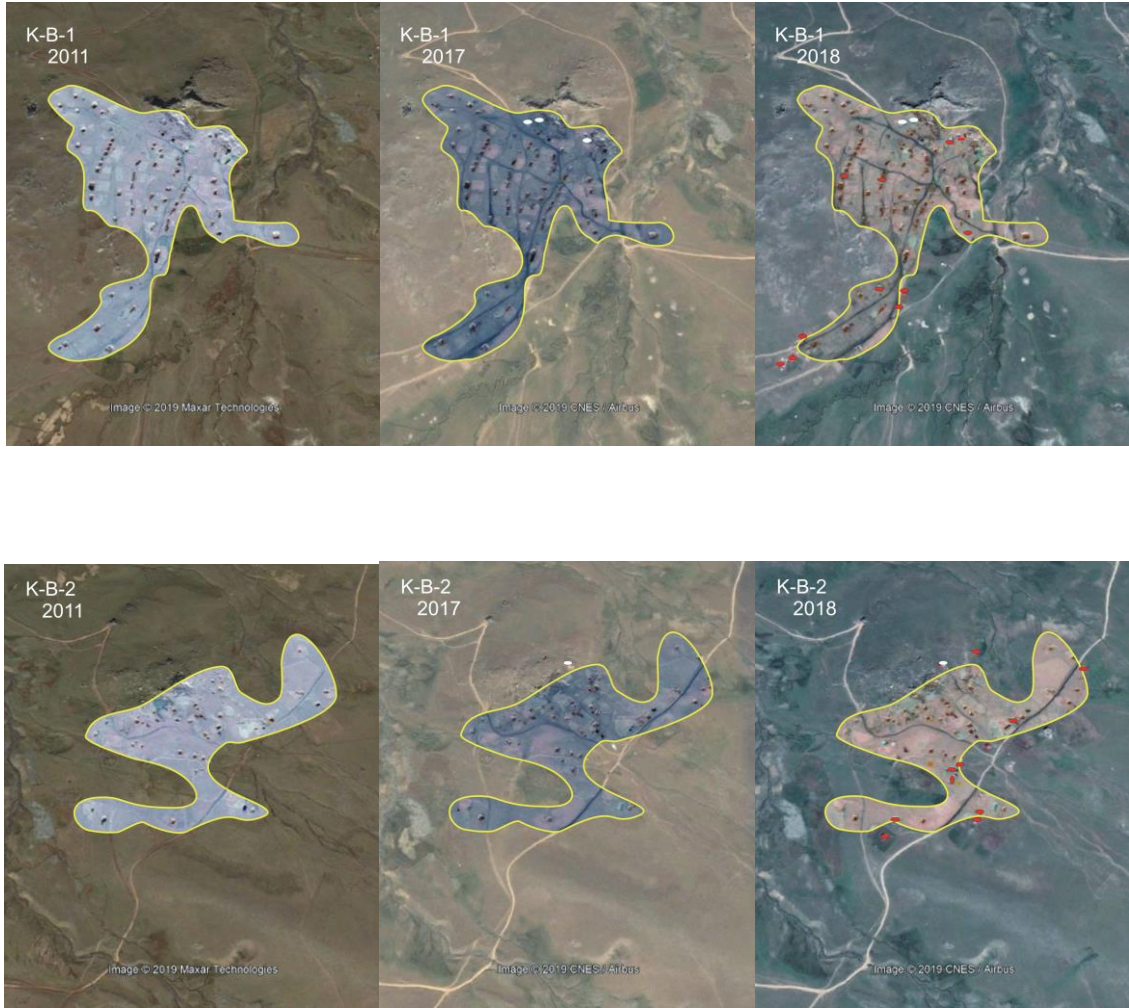 K-B-1
2011
K-B-1
2017
K-B-1
2018
Image © 2019 Maxar Technologies
Image © 2019 CNES / Airbus
Image © 2019 CNES / Airbus
K-B-2
2011
K-B-2
2017
K-B-2
2018
Image © 2019 Maxar Technologies
Image © 2019 CNES / Airbus
Image © 2019 CNES / Airbus